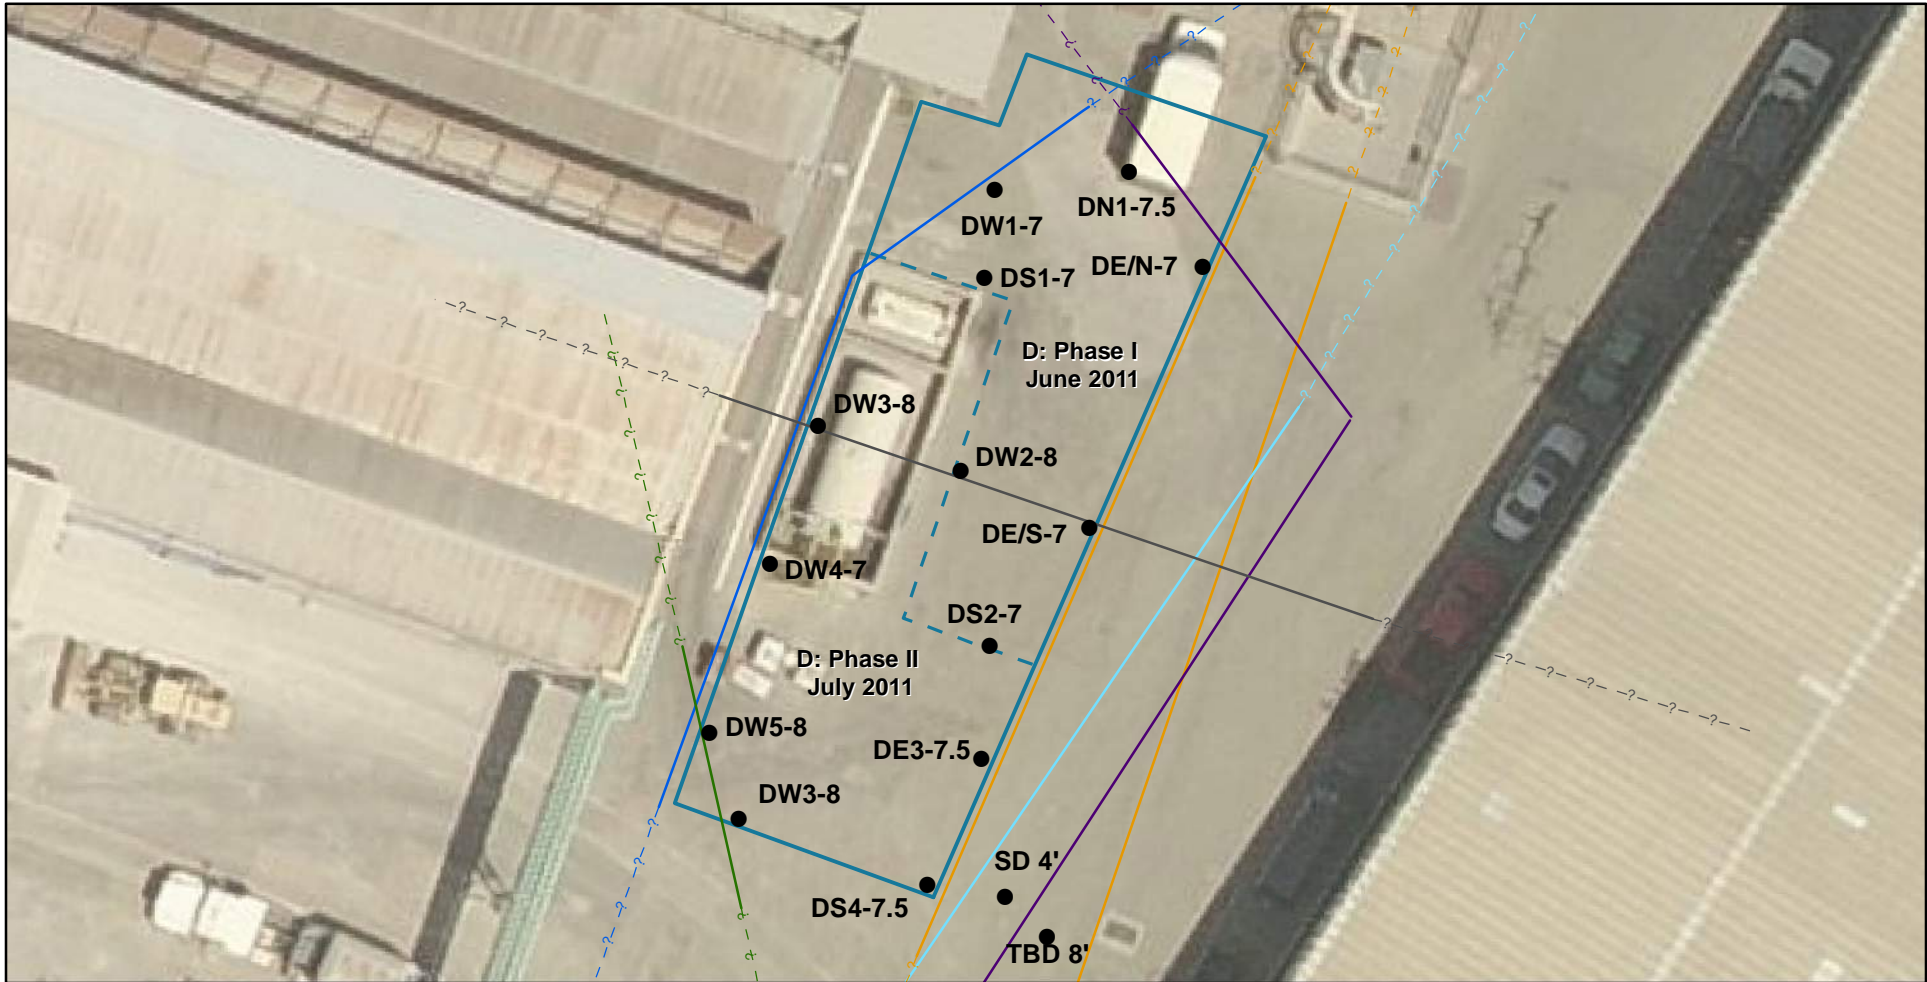 DN1-7.5
DW1-7
DE/N-7
DS1-7
D: Phase I
June 2011
DW3-8
DW2-8
DE/S-7
DW4-7
DS2-7
D: Phase II
July 2011
DW5-8
DE3-7.5
DW3-8
SD 4'
DS4-7.5
TBD 8'